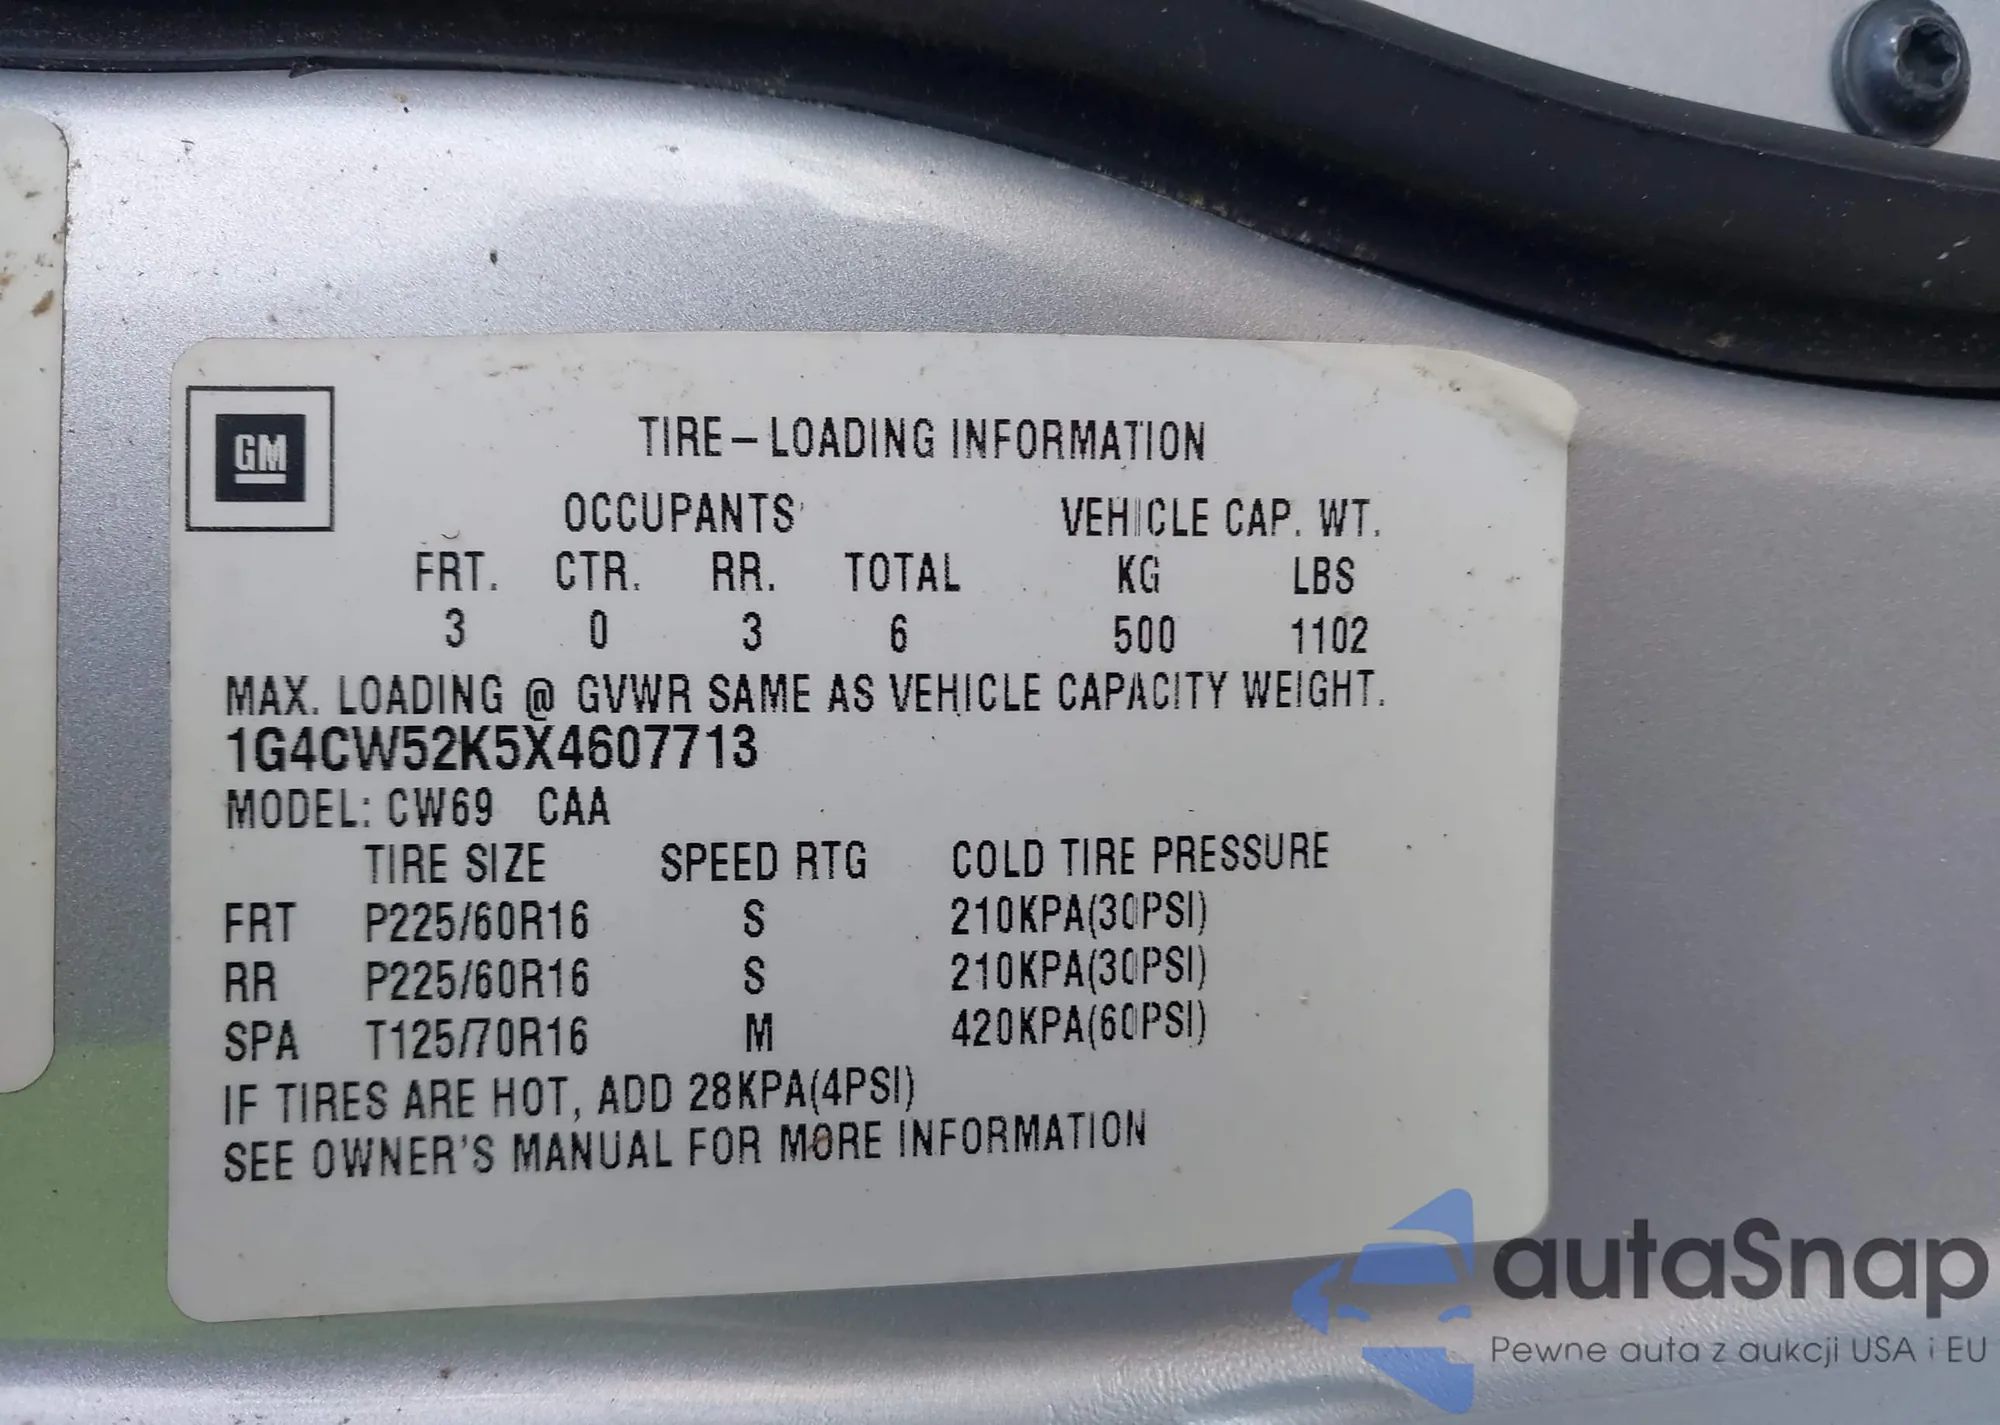 GM
TIRE-LOADING INFORMATION
OCCUPANTS VEHICLE CAP. WT.
FRT. CTR. RR. TOTAL KG LBS
3 0 3 6 500 1102
MAX. LOADING @ GVWR SAME AS VEHICLE CAPACITY WEIGHT.
1G4CW52K5X4607713
MODEL: CW69 CAA
TIRE SIZE SPEED RTG COLD TIRE PRESSURE
FRT P225/60R16 S 210KPA(30PSI)
RR P225/60R16 S 210KPA(30PSI)
SPA T125/70R16 M 420KPA(60PSI)
IF TIRES ARE HOT, ADD 28KPA(4PSI)
SEE OWNER'S MANUAL FOR MORE INFORMATION
autaSnap
Pewne auta z aukcji USA i EU